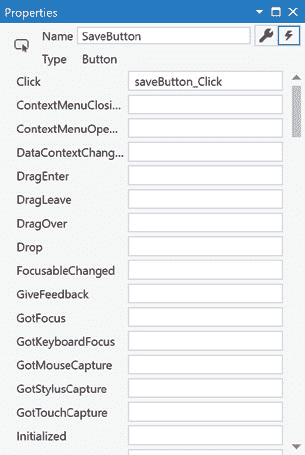 Properties
Name SaveButton
Type Button
Click saveButton_Click
ContextMenuClosi...
ContextMenuOpe...
DataContextChang...
DragEnter
DragLeave
DragOver
Drop
FocusableChanged
GiveFeedback
GotFocus
GotKeyboardFocus
GotMouseCapture
GotStylusCapture
GotTouchCapture
Initialized